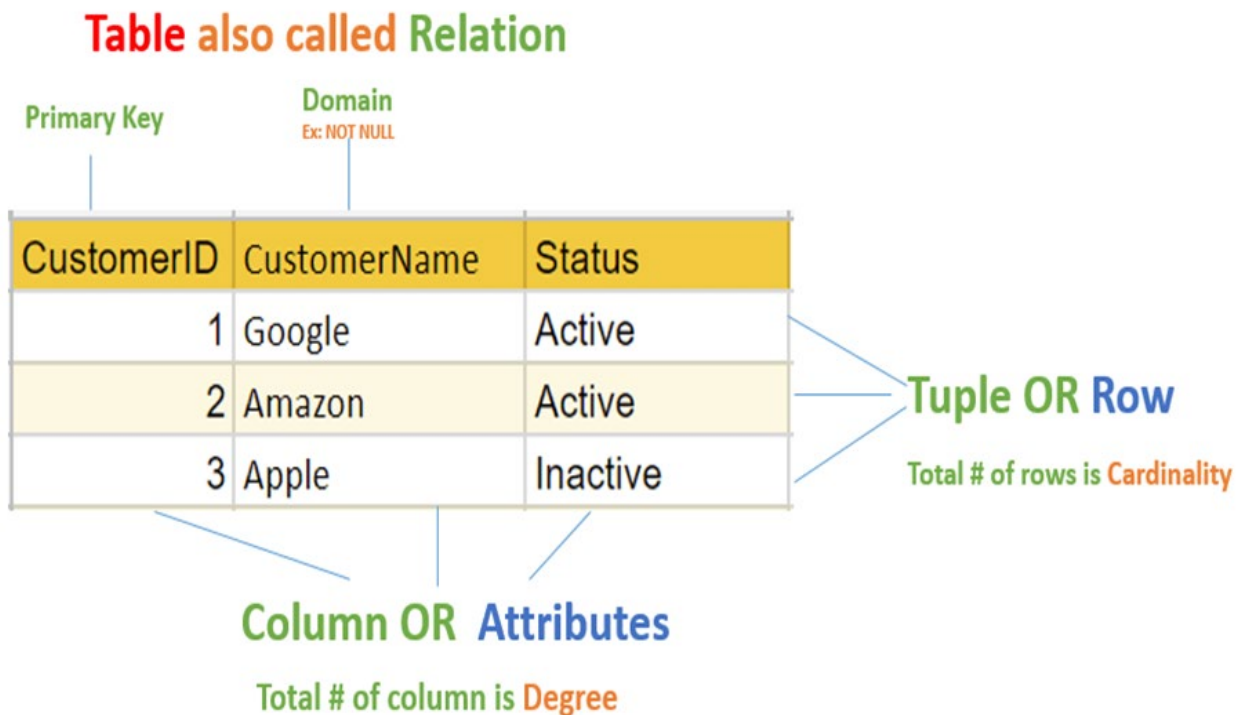 Table also called Relation
Primary Key
Domain
Ex: NOT NULL
CustomerID CustomerName Status
1 Google Active
2 Amazon Active
3 Apple Inactive
Tuple OR Row
Total # of rows is Cardinality
Column OR Attributes
Total # of column is Degree